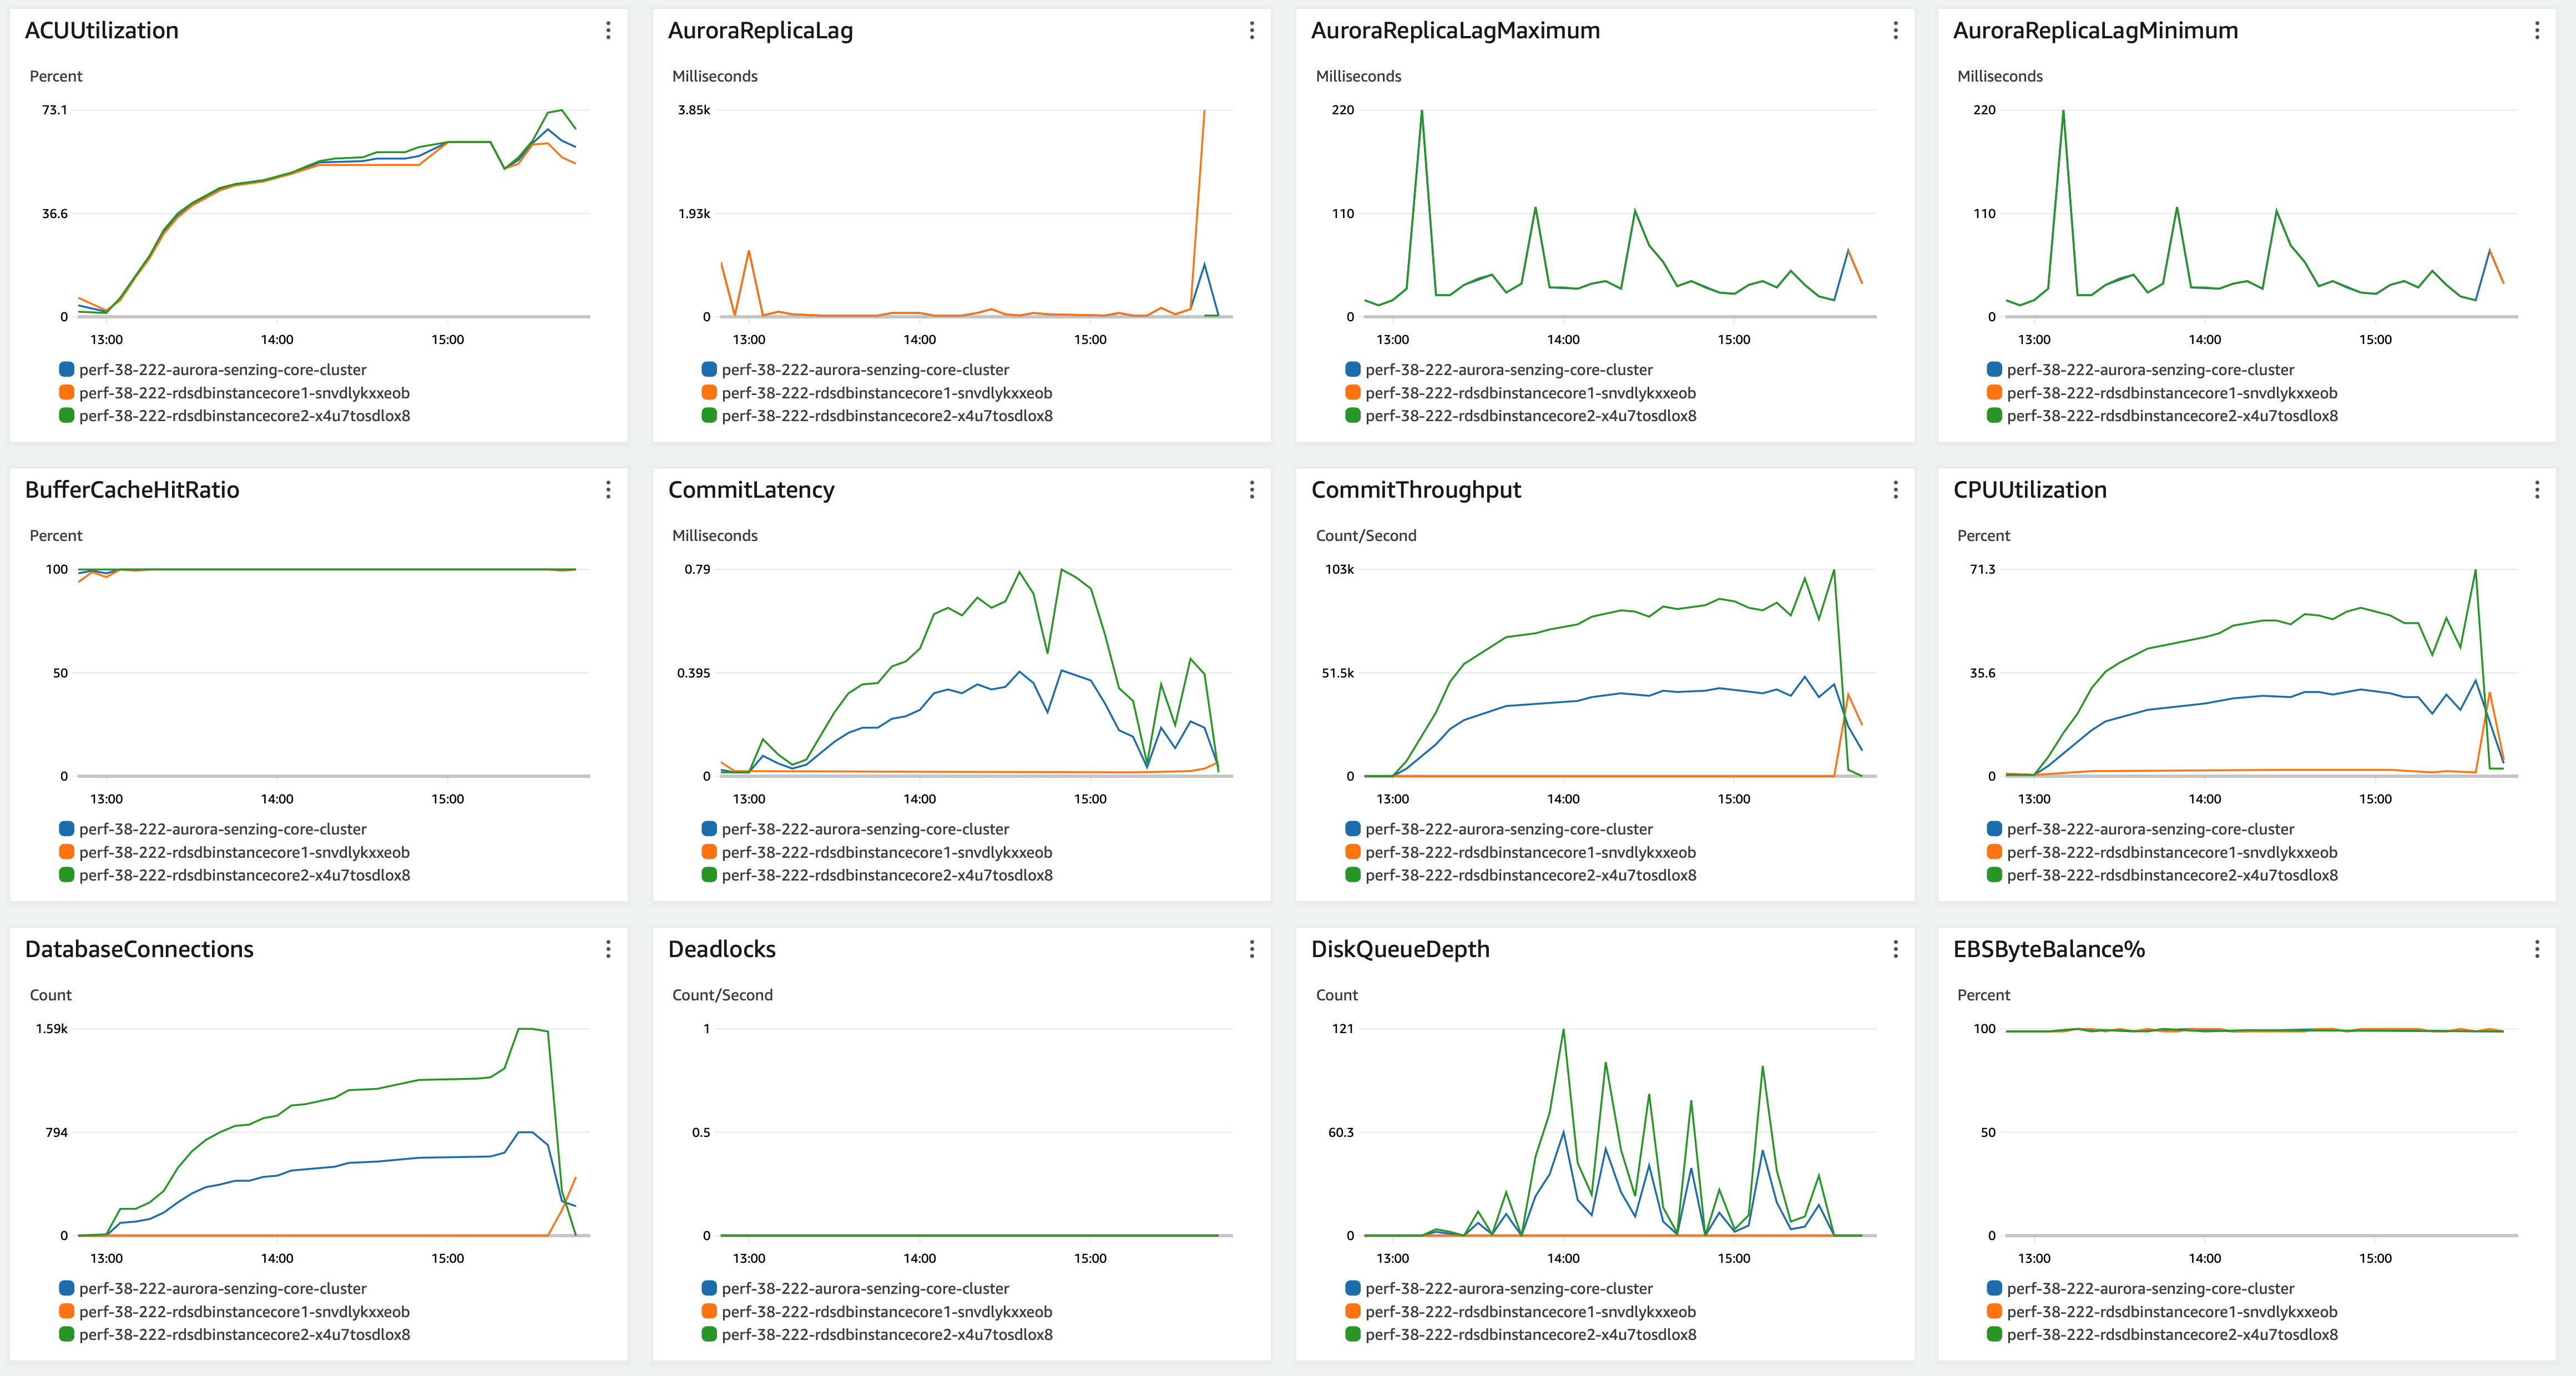 ACUUtilization
Percent
73.1
36.6
0
13:00 14:00 15:00
perf-38-222-aurora-senzing-core-cluster
perf-38-222-rdsdbinstancecore1-snvdlykxxeob
perf-38-222-rdsdbinstancecore2-x4u7tosdlox8
AuroraReplicaLag
Milliseconds
3.85k
1.93k
0
13:00 14:00 15:00
perf-38-222-aurora-senzing-core-cluster
perf-38-222-rdsdbinstancecore1-snvdlykxxeob
perf-38-222-rdsdbinstancecore2-x4u7tosdlox8
AuroraReplicaLagMaximum
Milliseconds
220
110
0
13:00 14:00 15:00
perf-38-222-aurora-senzing-core-cluster
perf-38-222-rdsdbinstancecore1-snvdlykxxeob
perf-38-222-rdsdbinstancecore2-x4u7tosdlox8
AuroraReplicaLagMinimum
Milliseconds
220
110
0
13:00 14:00 15:00
perf-38-222-aurora-senzing-core-cluster
perf-38-222-rdsdbinstancecore1-snvdlykxxeob
perf-38-222-rdsdbinstancecore2-x4u7tosdlox8
BufferCacheHitRatio
Percent
100
50
0
13:00 14:00 15:00
perf-38-222-aurora-senzing-core-cluster
perf-38-222-rdsdbinstancecore1-snvdlykxxeob
perf-38-222-rdsdbinstancecore2-x4u7tosdlox8
CommitLatency
Milliseconds
0.79
0.395
0
13:00 14:00 15:00
perf-38-222-aurora-senzing-core-cluster
perf-38-222-rdsdbinstancecore1-snvdlykxxeob
perf-38-222-rdsdbinstancecore2-x4u7tosdlox8
CommitThroughput
Count/Second
103k
51.5k
0
13:00 14:00 15:00
perf-38-222-aurora-senzing-core-cluster
perf-38-222-rdsdbinstancecore1-snvdlykxxeob
perf-38-222-rdsdbinstancecore2-x4u7tosdlox8
CPUUtilization
Percent
71.3
35.6
0
13:00 14:00 15:00
perf-38-222-aurora-senzing-core-cluster
perf-38-222-rdsdbinstancecore1-snvdlykxxeob
perf-38-222-rdsdbinstancecore2-x4u7tosdlox8
DatabaseConnections
Count
1.59k
794
0
13:00 14:00 15:00
perf-38-222-aurora-senzing-core-cluster
perf-38-222-rdsdbinstancecore1-snvdlykxxeob
perf-38-222-rdsdbinstancecore2-x4u7tosdlox8
Deadlocks
Count/Second
1
0.5
0
13:00 14:00 15:00
perf-38-222-aurora-senzing-core-cluster
perf-38-222-rdsdbinstancecore1-snvdlykxxeob
perf-38-222-rdsdbinstancecore2-x4u7tosdlox8
DiskQueueDepth
Count
121
60.3
0
13:00 14:00 15:00
perf-38-222-aurora-senzing-core-cluster
perf-38-222-rdsdbinstancecore1-snvdlykxxeob
perf-38-222-rdsdbinstancecore2-x4u7tosdlox8
EBSByteBalance%
Percent
100
50
0
13:00 14:00 15:00
perf-38-222-aurora-senzing-core-cluster
perf-38-222-rdsdbinstancecore1-snvdlykxxeob
perf-38-222-rdsdbinstancecore2-x4u7tosdlox8